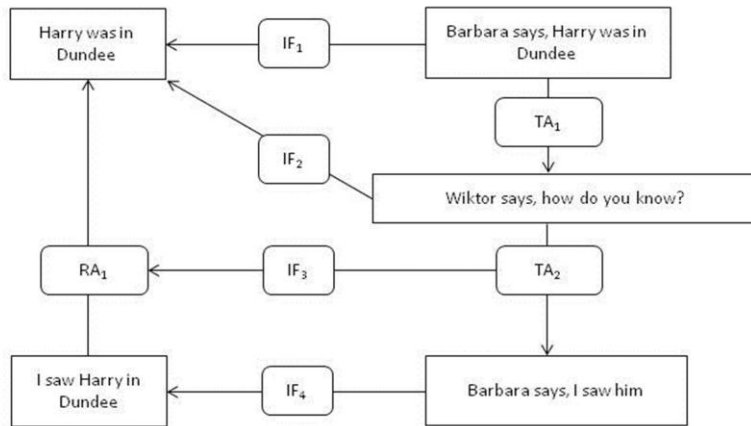 Harry was in
Dundee
IF₁
Barbara says, Harry was in
Dundee
TA₁
IF₂
Wiktor says, how do you know?
RA₁
IF₃
TA₂
I saw Harry in
Dundee
IF₄
Barbara says, I saw him